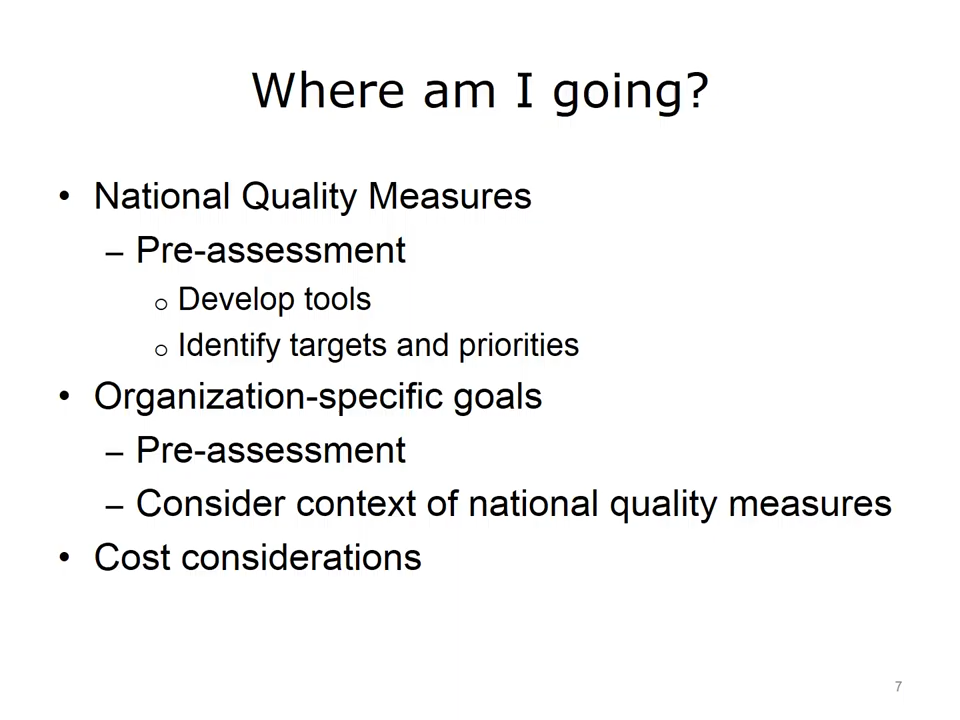 Where am I going?
• National Quality Measures
– Pre-assessment
o Develop tools
o Identify targets and priorities
• Organization-specific goals
– Pre-assessment
– Consider context of national quality measures
• Cost considerations
7